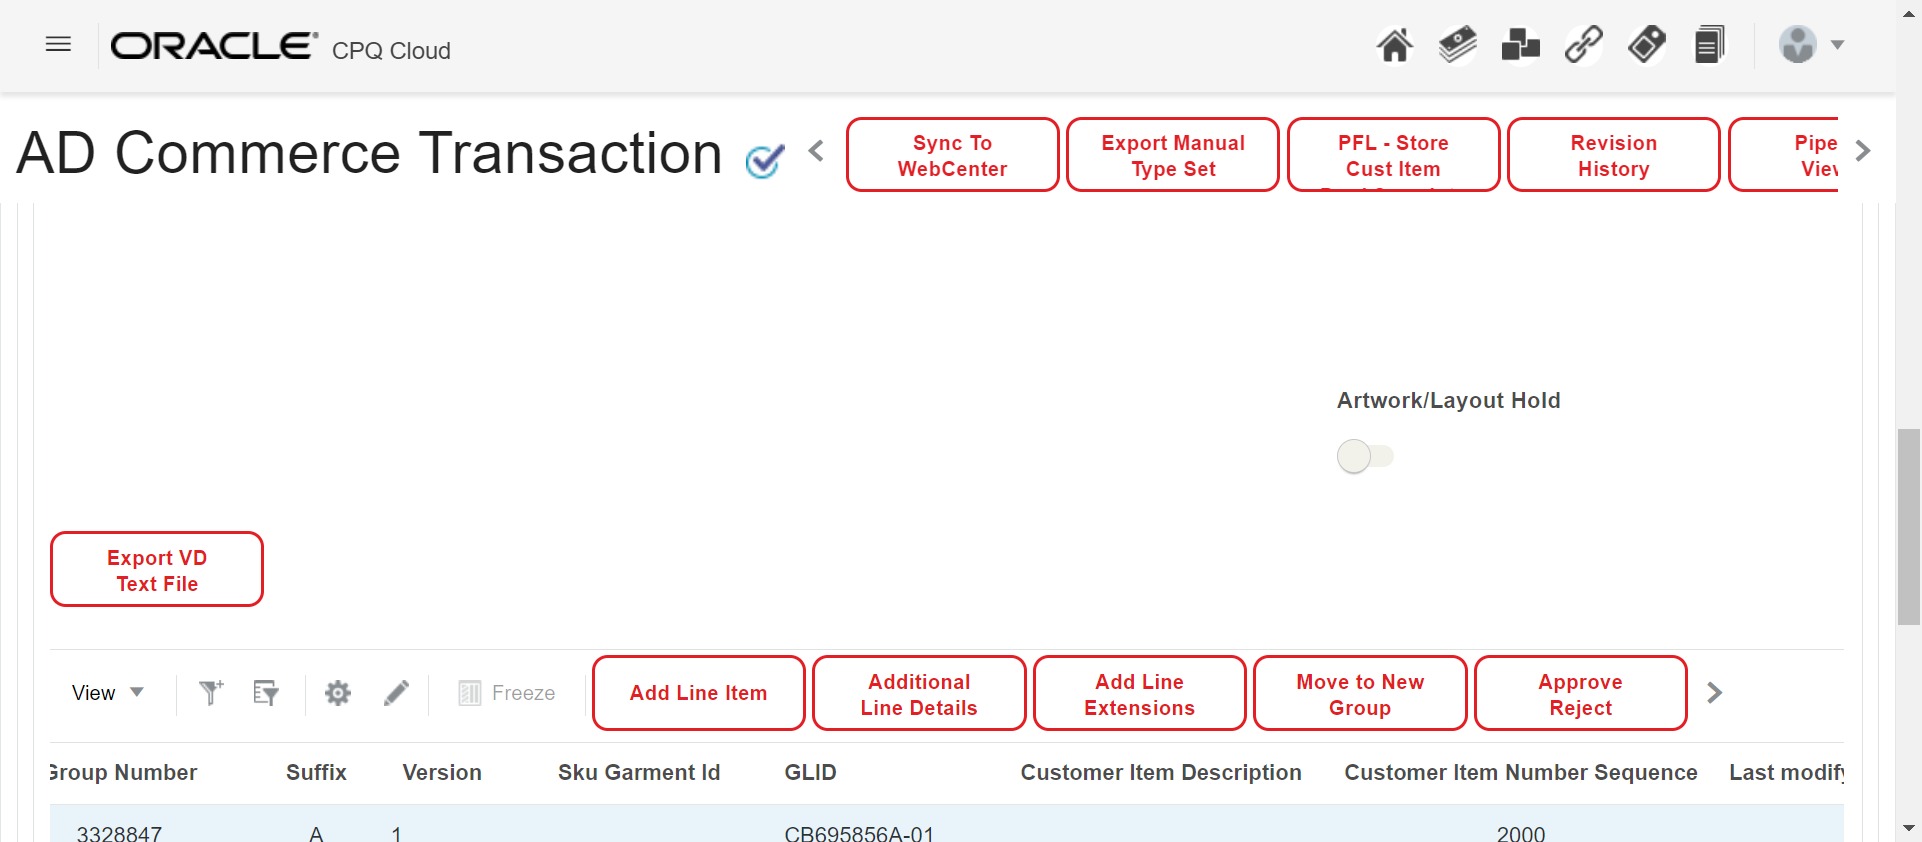 ORACLE® CPQ Cloud
AD Commerce Transaction
Sync To
WebCenter
Export Manual
Type Set
PFL - Store
Cust Item
Revision
History
Pipe
View
Artwork/Layout Hold
Export VD
Text File
View
Freeze
Add Line Item
Additional
Line Details
Add Line
Extensions
Move to New
Group
Approve
Reject
Group Number Suffix Version Sku Garment Id GLID Customer Item Description Customer Item Number Sequence Last modify
3328847 A 1 CB695856A-01 2000